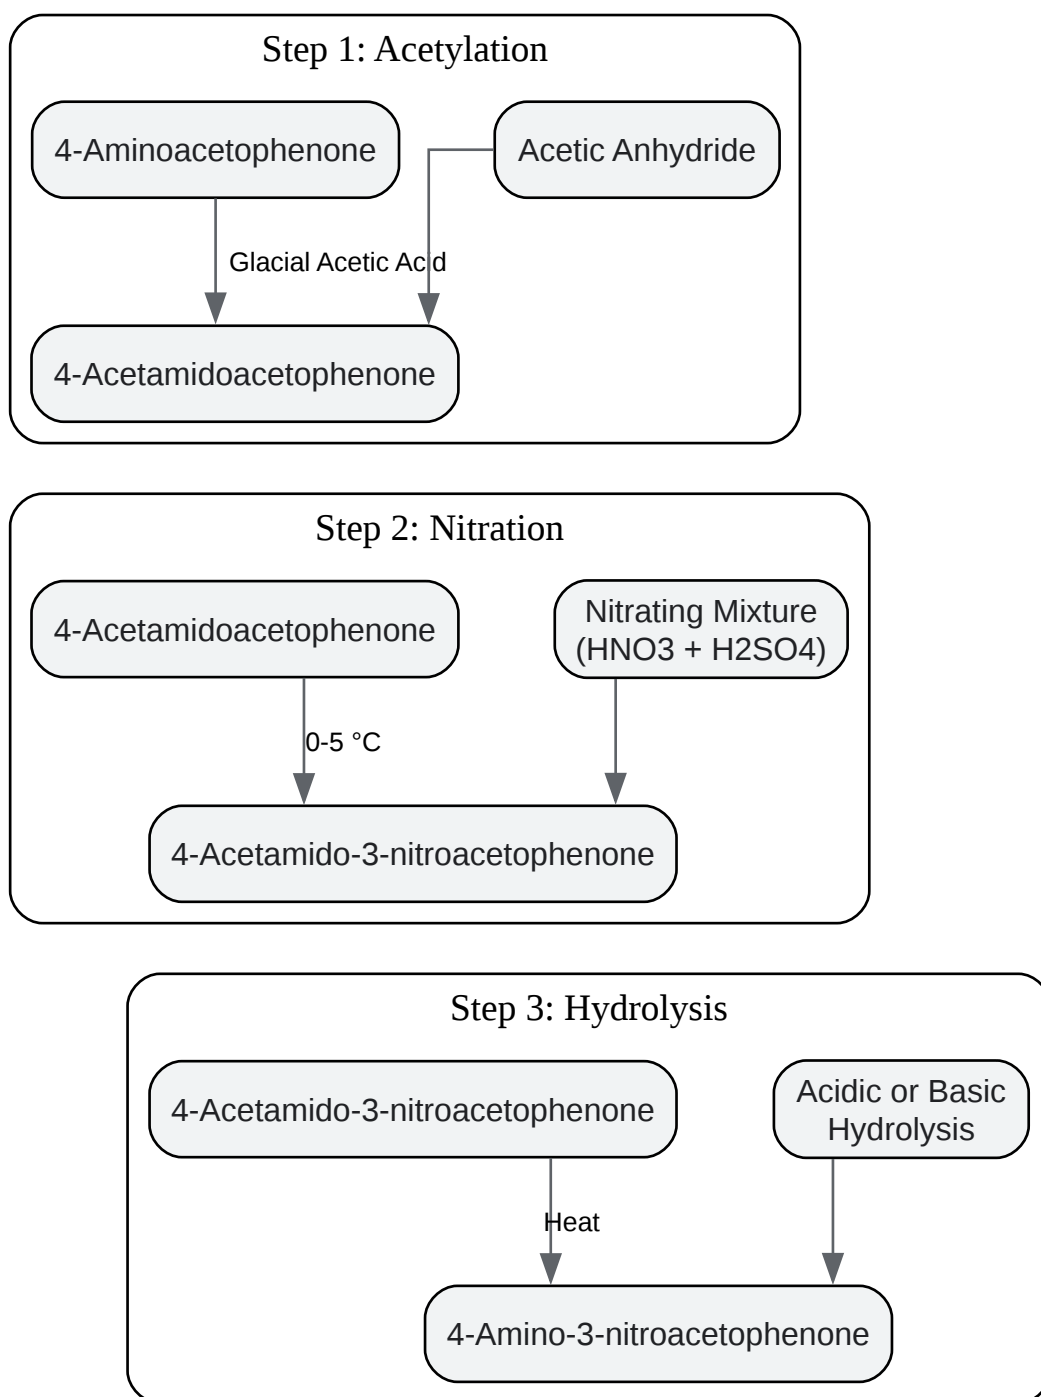 Step 1: Acetylation
4-Aminoacetophenone
Acetic Anhydride
Glacial Acetic Acid
4-Acetamidoacetophenone
Step 2: Nitration
4-Acetamidoacetophenone
Nitrating Mixture
(HNO3 + H2SO4)
0-5 °C
4-Acetamido-3-nitroacetophenone
Step 3: Hydrolysis
4-Acetamido-3-nitroacetophenone
Acidic or Basic
Hydrolysis
Heat
4-Amino-3-nitroacetophenone